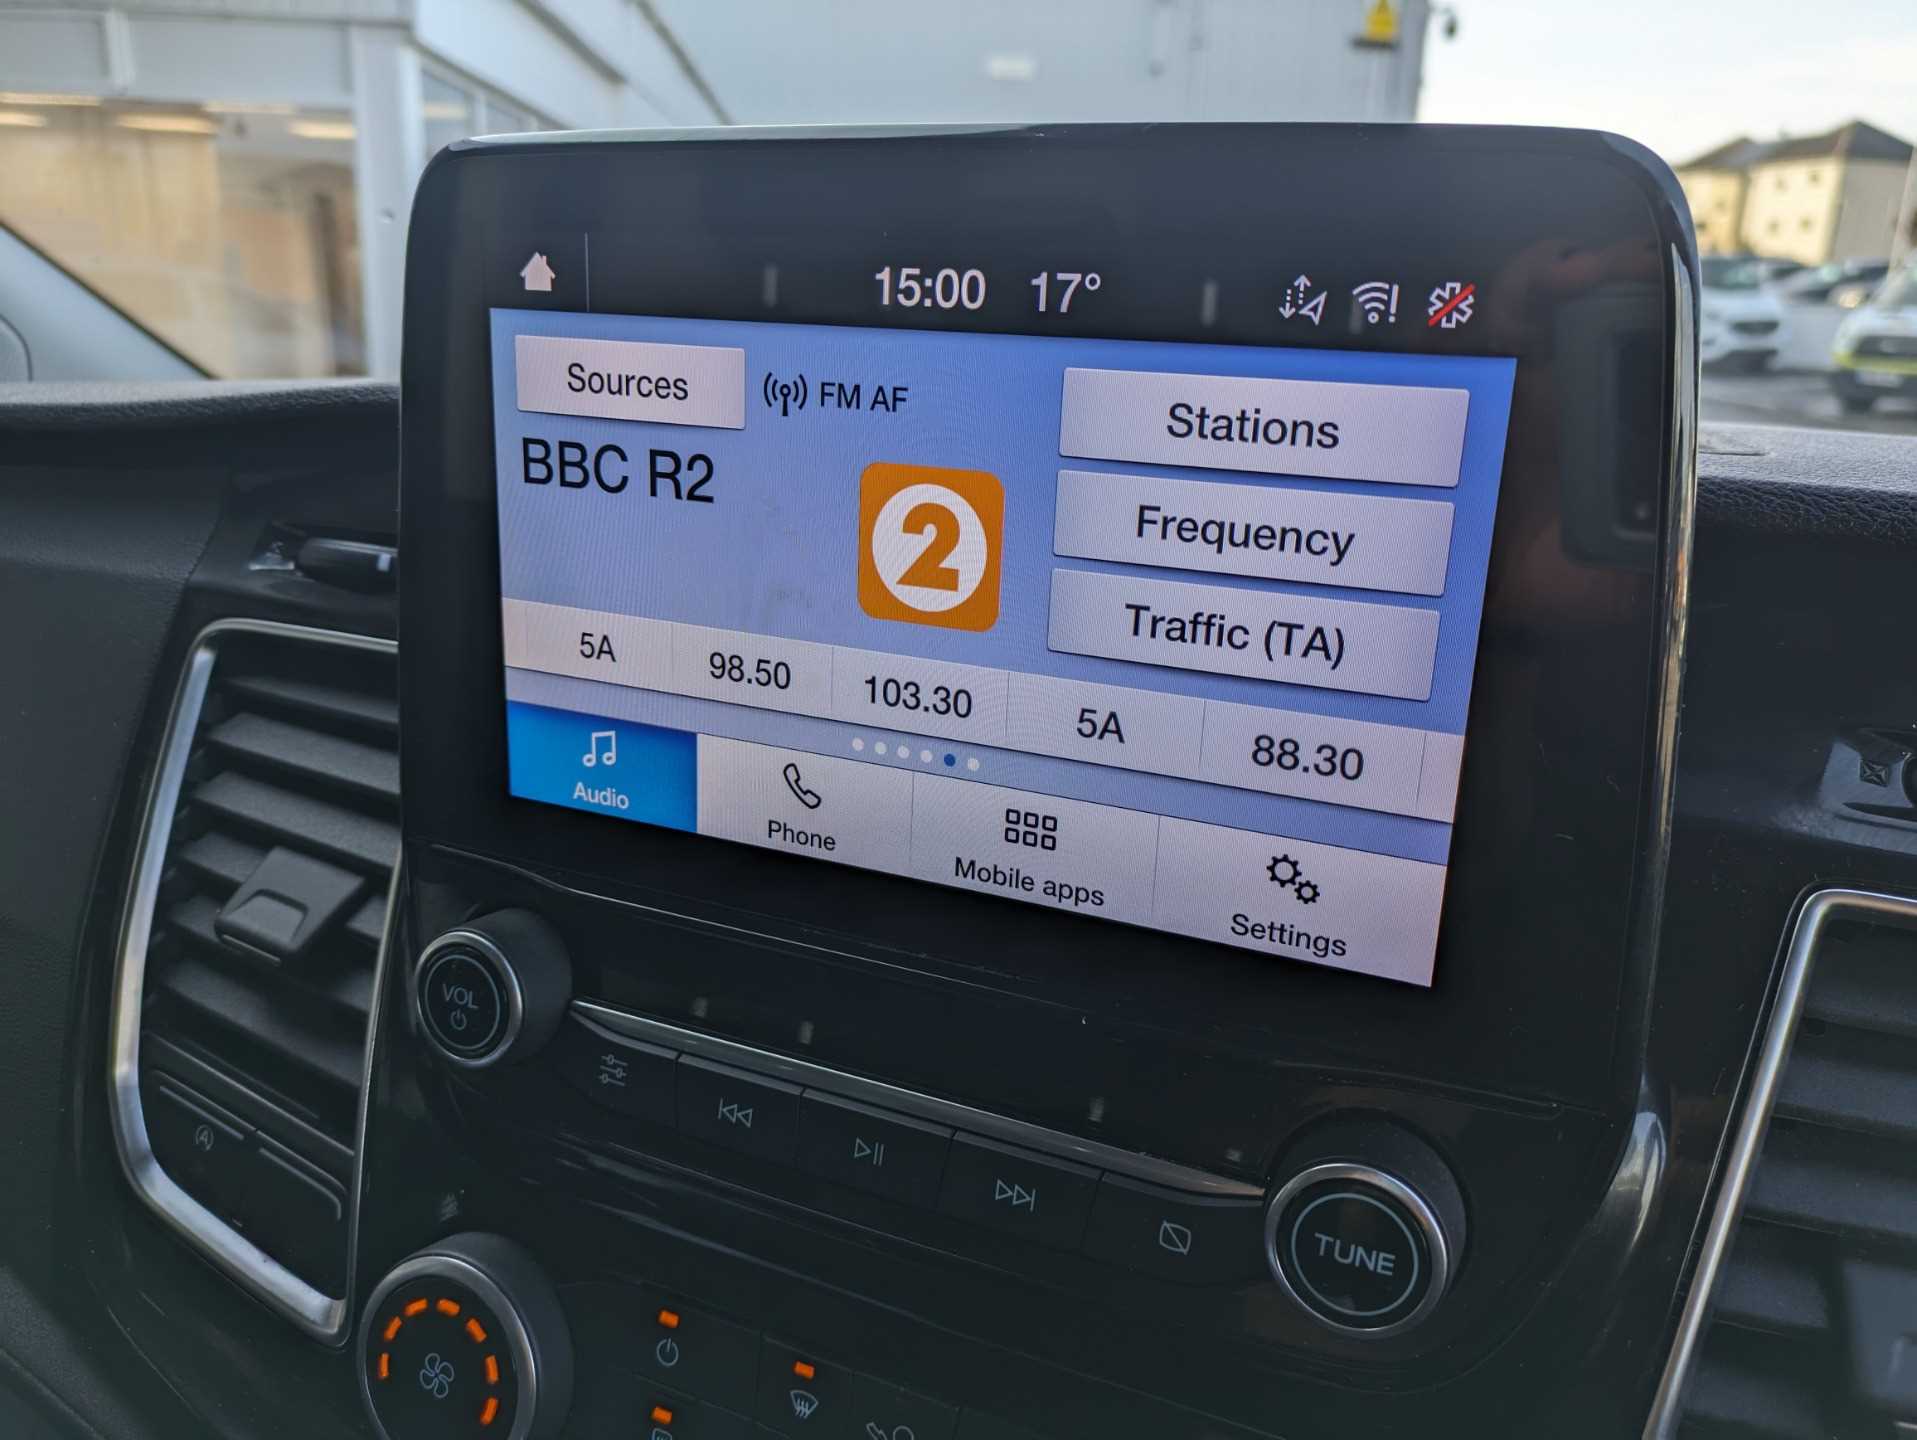 15:00 17°
Sources FM AF
Stations
BBC R2
2
Frequency
Traffic (TA)
5A 98.50 103.30 5A 88.30
Audio Phone Mobile apps Settings
VOL
TUNE
A